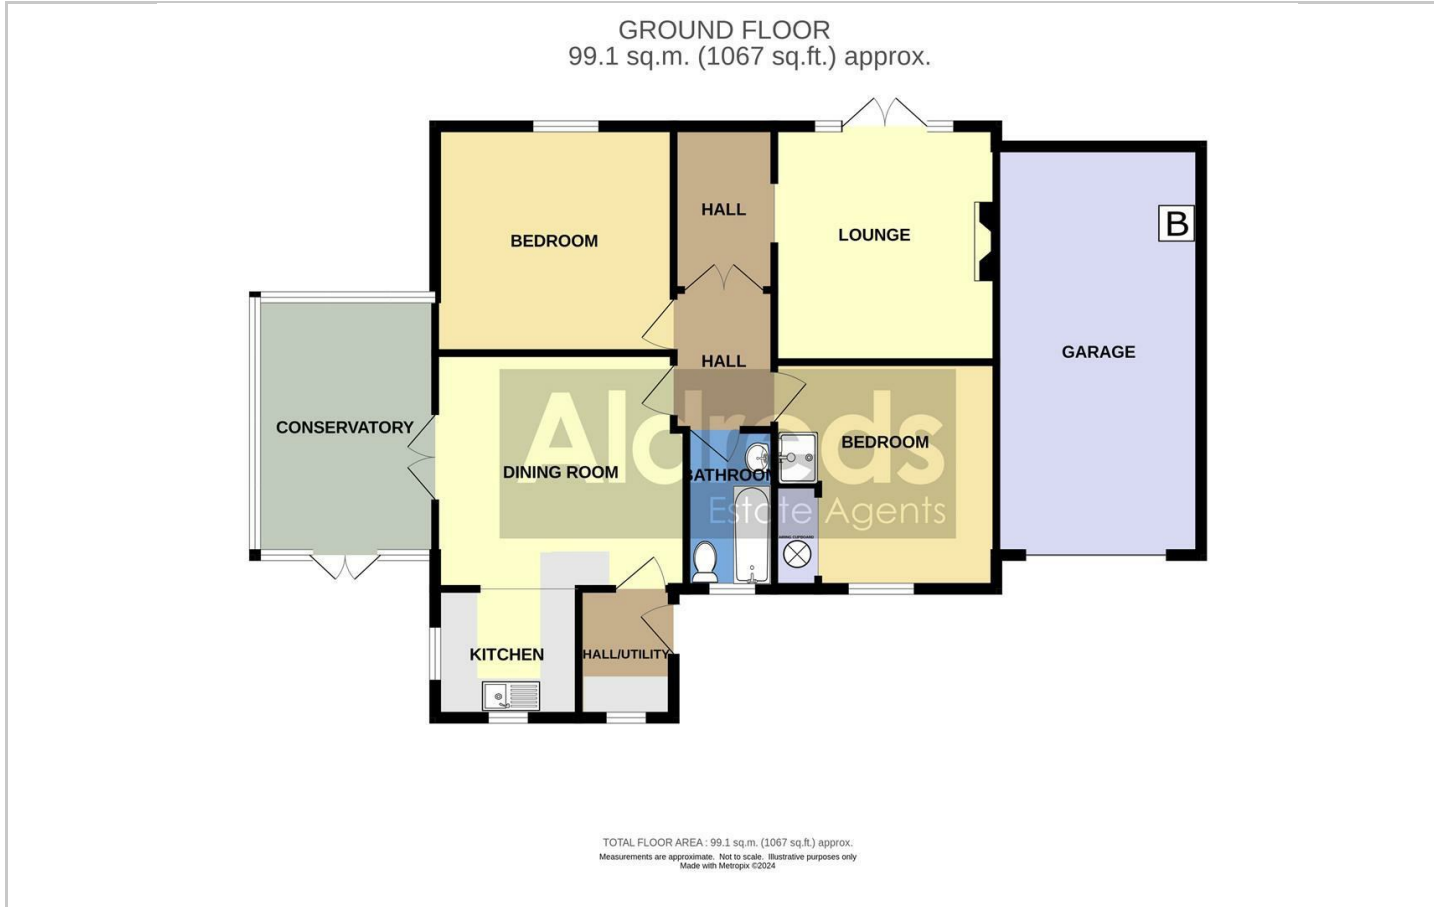 GROUND FLOOR
99.1 sq.m. (1067 sq.ft.) approx.
HALL
B
LOUNGE
BEDROOM
GARAGE
HALL
CONSERVATORY
BEDROOM
DINING ROOM
BATHROOM
Aldreds
Estate Agents
KITCHEN
HALL/UTILITY
TOTAL FLOOR AREA : 99.1 sq.m. (1067 sq.ft.) approx.
Measurements are approximate. Not to scale. Illustrative purposes only
Made with Metropix ©2024